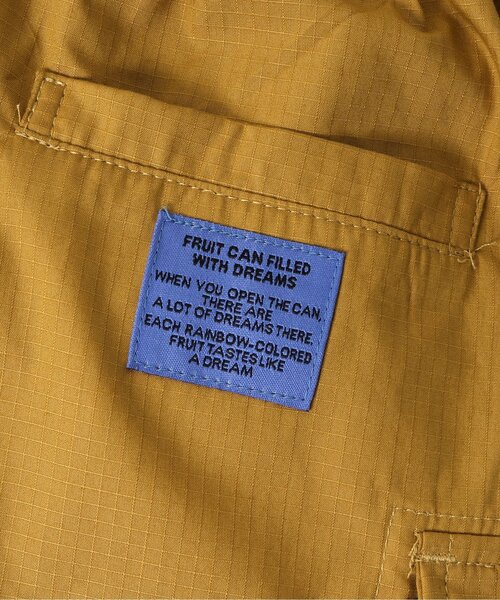 FRUIT CAN FILLED
WITH DREAMS
WHEN YOU OPEN THE CAN,
THERE ARE
A LOT OF DREAMS THERE.
EACH RAINBOW-COLORED
FRUIT TASTES LIKE
A DREAM